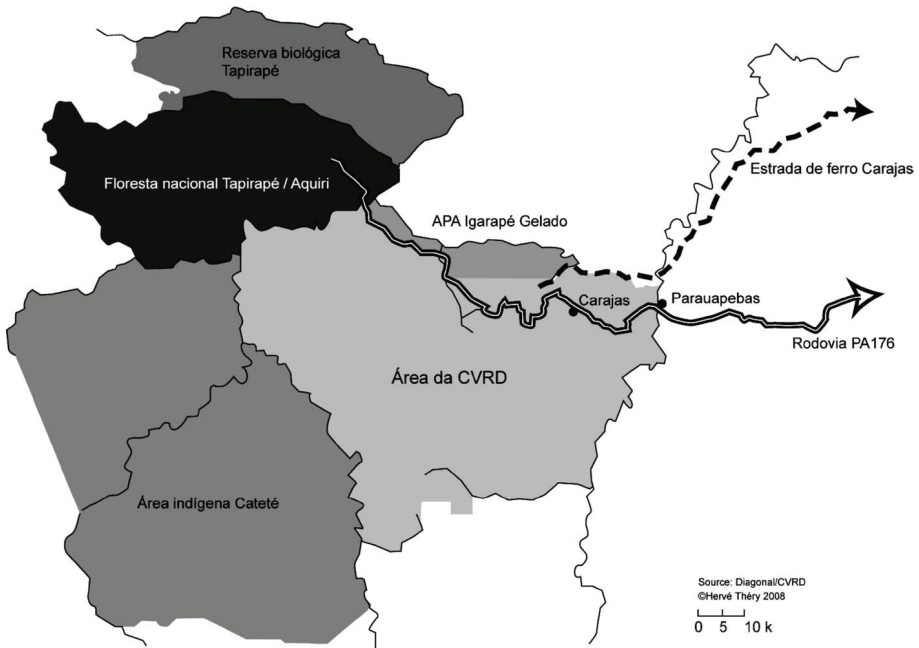 Reserva biológica
Tapirapé
Floresta nacional Tapirapé / Aquiri
Estrada de ferro Carajas
APA Igarapé Gelado
Carajas
Parauapebas
Rodovia PA176
Área da CVRD
Área indígena Cateté
Source: Diagonal/CVRD
©Hervé Théry 2008
0 5 10 k